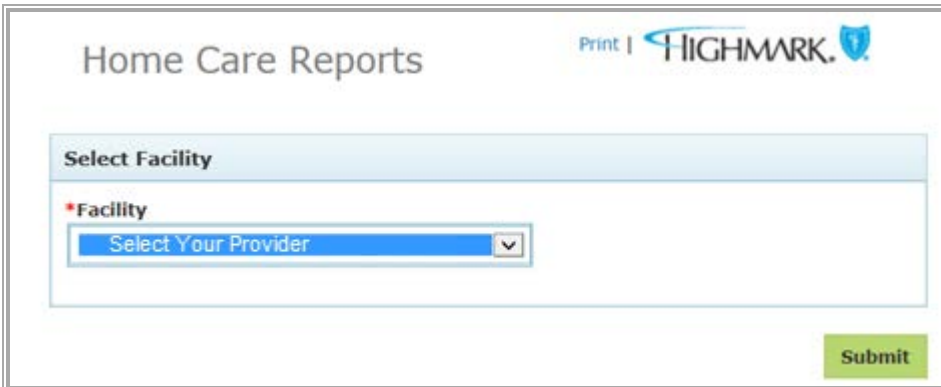 Home Care Reports
Print | HIGHMARK.
Select Facility
*Facility
Select Your Provider
Submit